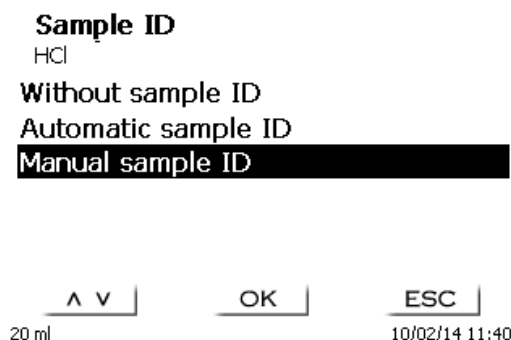 Sample ID
HCl
Without sample ID
Automatic sample ID
Manual sample ID
∧ ∨ OK ESC
20 ml 10/02/14 11:40